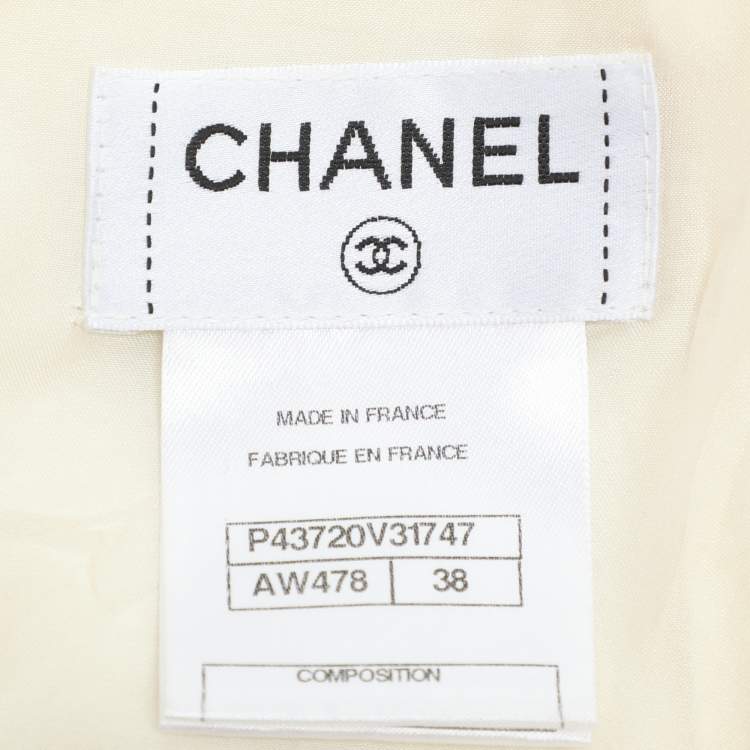 CHANEL
MADE IN FRANCE
FABRIQUE EN FRANCE
P43720V31747
AW478 38
COMPOSITION